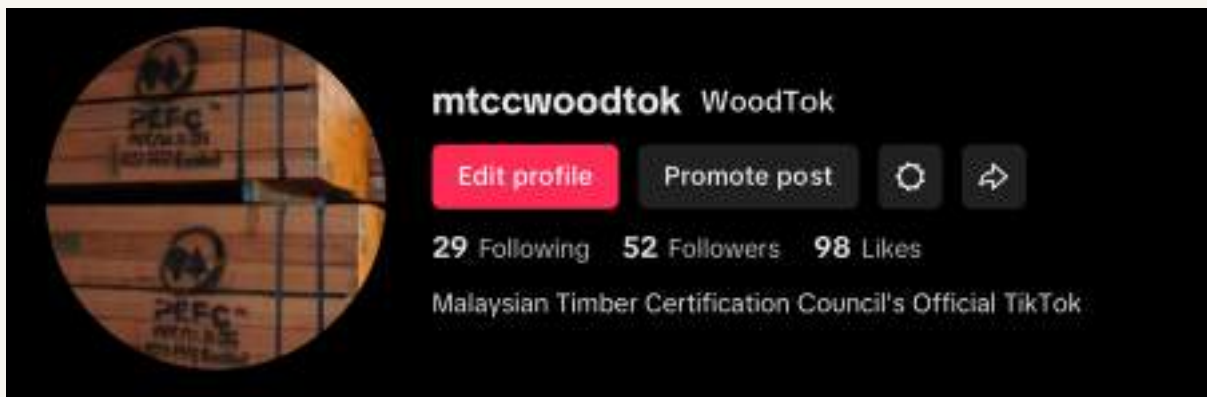 PEFC
mtccwoodtok WoodTok
Edit profile Promote post
29 Following 52 Followers 98 Likes
Malaysian Timber Certification Council's Official TikTok
PEFC